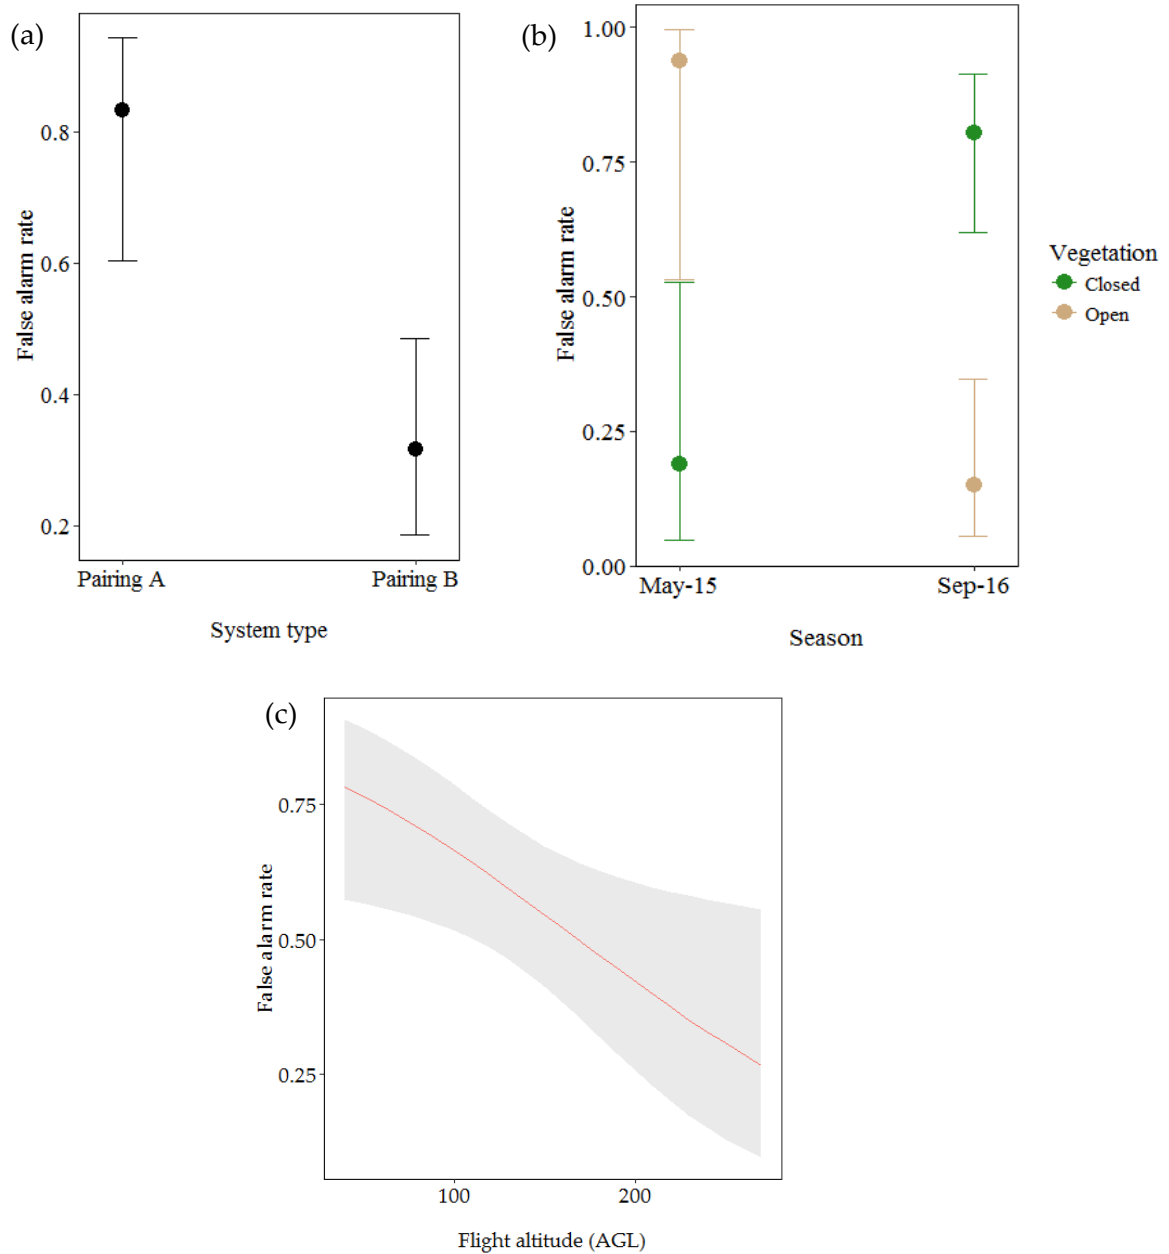 (a)
False alarm rate
0.8
0.6
0.4
0.2
Pairing A
Pairing B
System type
(b)
False alarm rate
1.00
0.75
0.50
0.25
0.00
May-15
Sep-16
Season
Vegetation
Closed
Open
(c)
False alarm rate
0.75
0.50
0.25
100
200
Flight altitude (AGL)